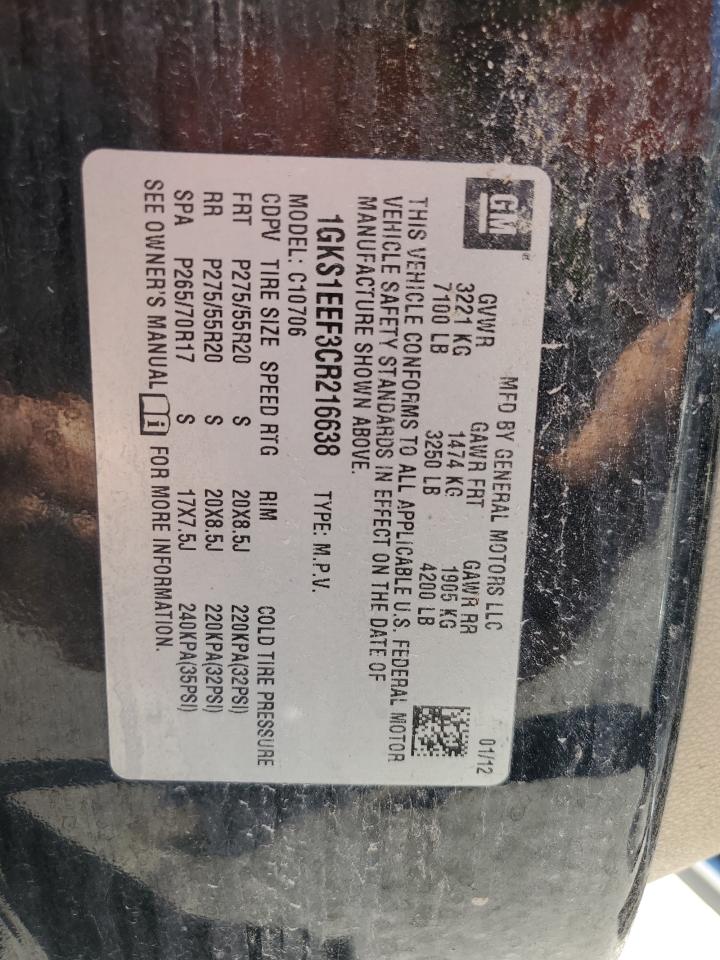 GM
MFD BY GENERAL MOTORS LLC 01/12
GVWR GAWR FRT GAWR RR
3221 KG 1474 KG 1905 KG
7100 LB 3250 LB 4200 LB
THIS VEHICLE CONFORMS TO ALL APPLICABLE U.S. FEDERAL MOTOR
VEHICLE SAFETY STANDARDS IN EFFECT ON THE DATE OF
MANUFACTURE SHOWN ABOVE.
1GKS1EEF3CR216638 TYPE: M.P.V.
MODEL: C10706
CDPV TIRE SIZE SPEED RTG RIM COLD TIRE PRESSURE
FRT P275/55R20 S 20X8.5J 220KPA(32PSI)
RR P275/55R20 S 20X8.5J 220KPA(32PSI)
SPA P265/70R17 S 17X7.5J 240KPA(35PSI)
SEE OWNER'S MANUAL i FOR MORE INFORMATION.